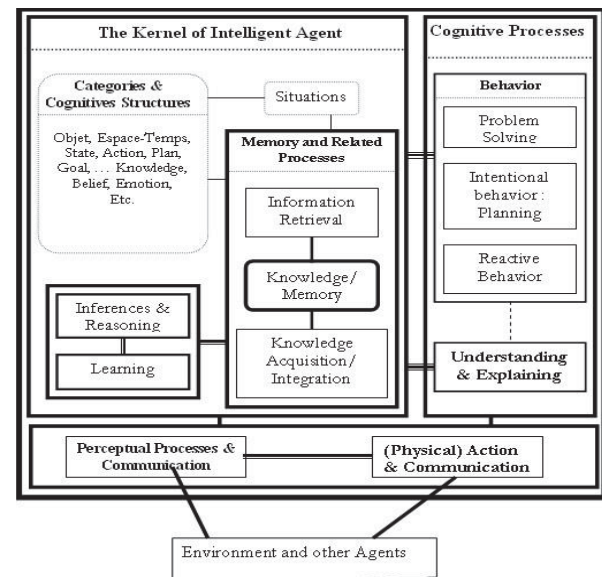 The Kernel of Intelligent Agent
Categories &
Cognitives Structures
Objet, Espace-Temps,
State, Action, Plan,
Goal, ... Knowledge,
Belief, Emotion,
Etc.
Situations
Memory and Related
Processes
Information
Retrieval
Knowledge/
Memory
Knowledge
Acquisition/
Integration
Inferences &
Reasoning
Learning
Cognitive Processes
Behavior
Problem
Solving
Intentional
behavior :
Planning
Reactive
Behavior
Understanding
& Explaining
Perceptual Processes &
Communication
(Physical) Action
& Communication
Environment and other Agents